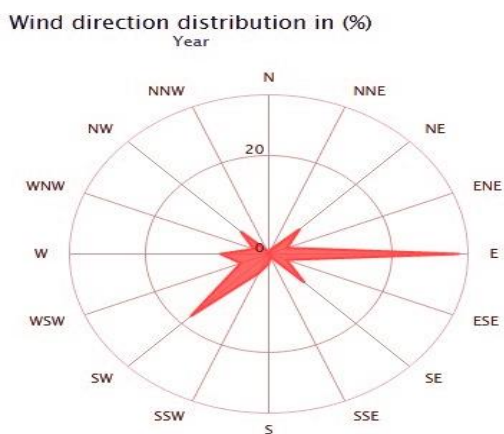 Wind direction distribution in (%)
Year
N
NNW
NNE
NW
NE
20
WNW
ENE
W
0
E
WSW
ESE
SW
SE
SSW
SSE
S